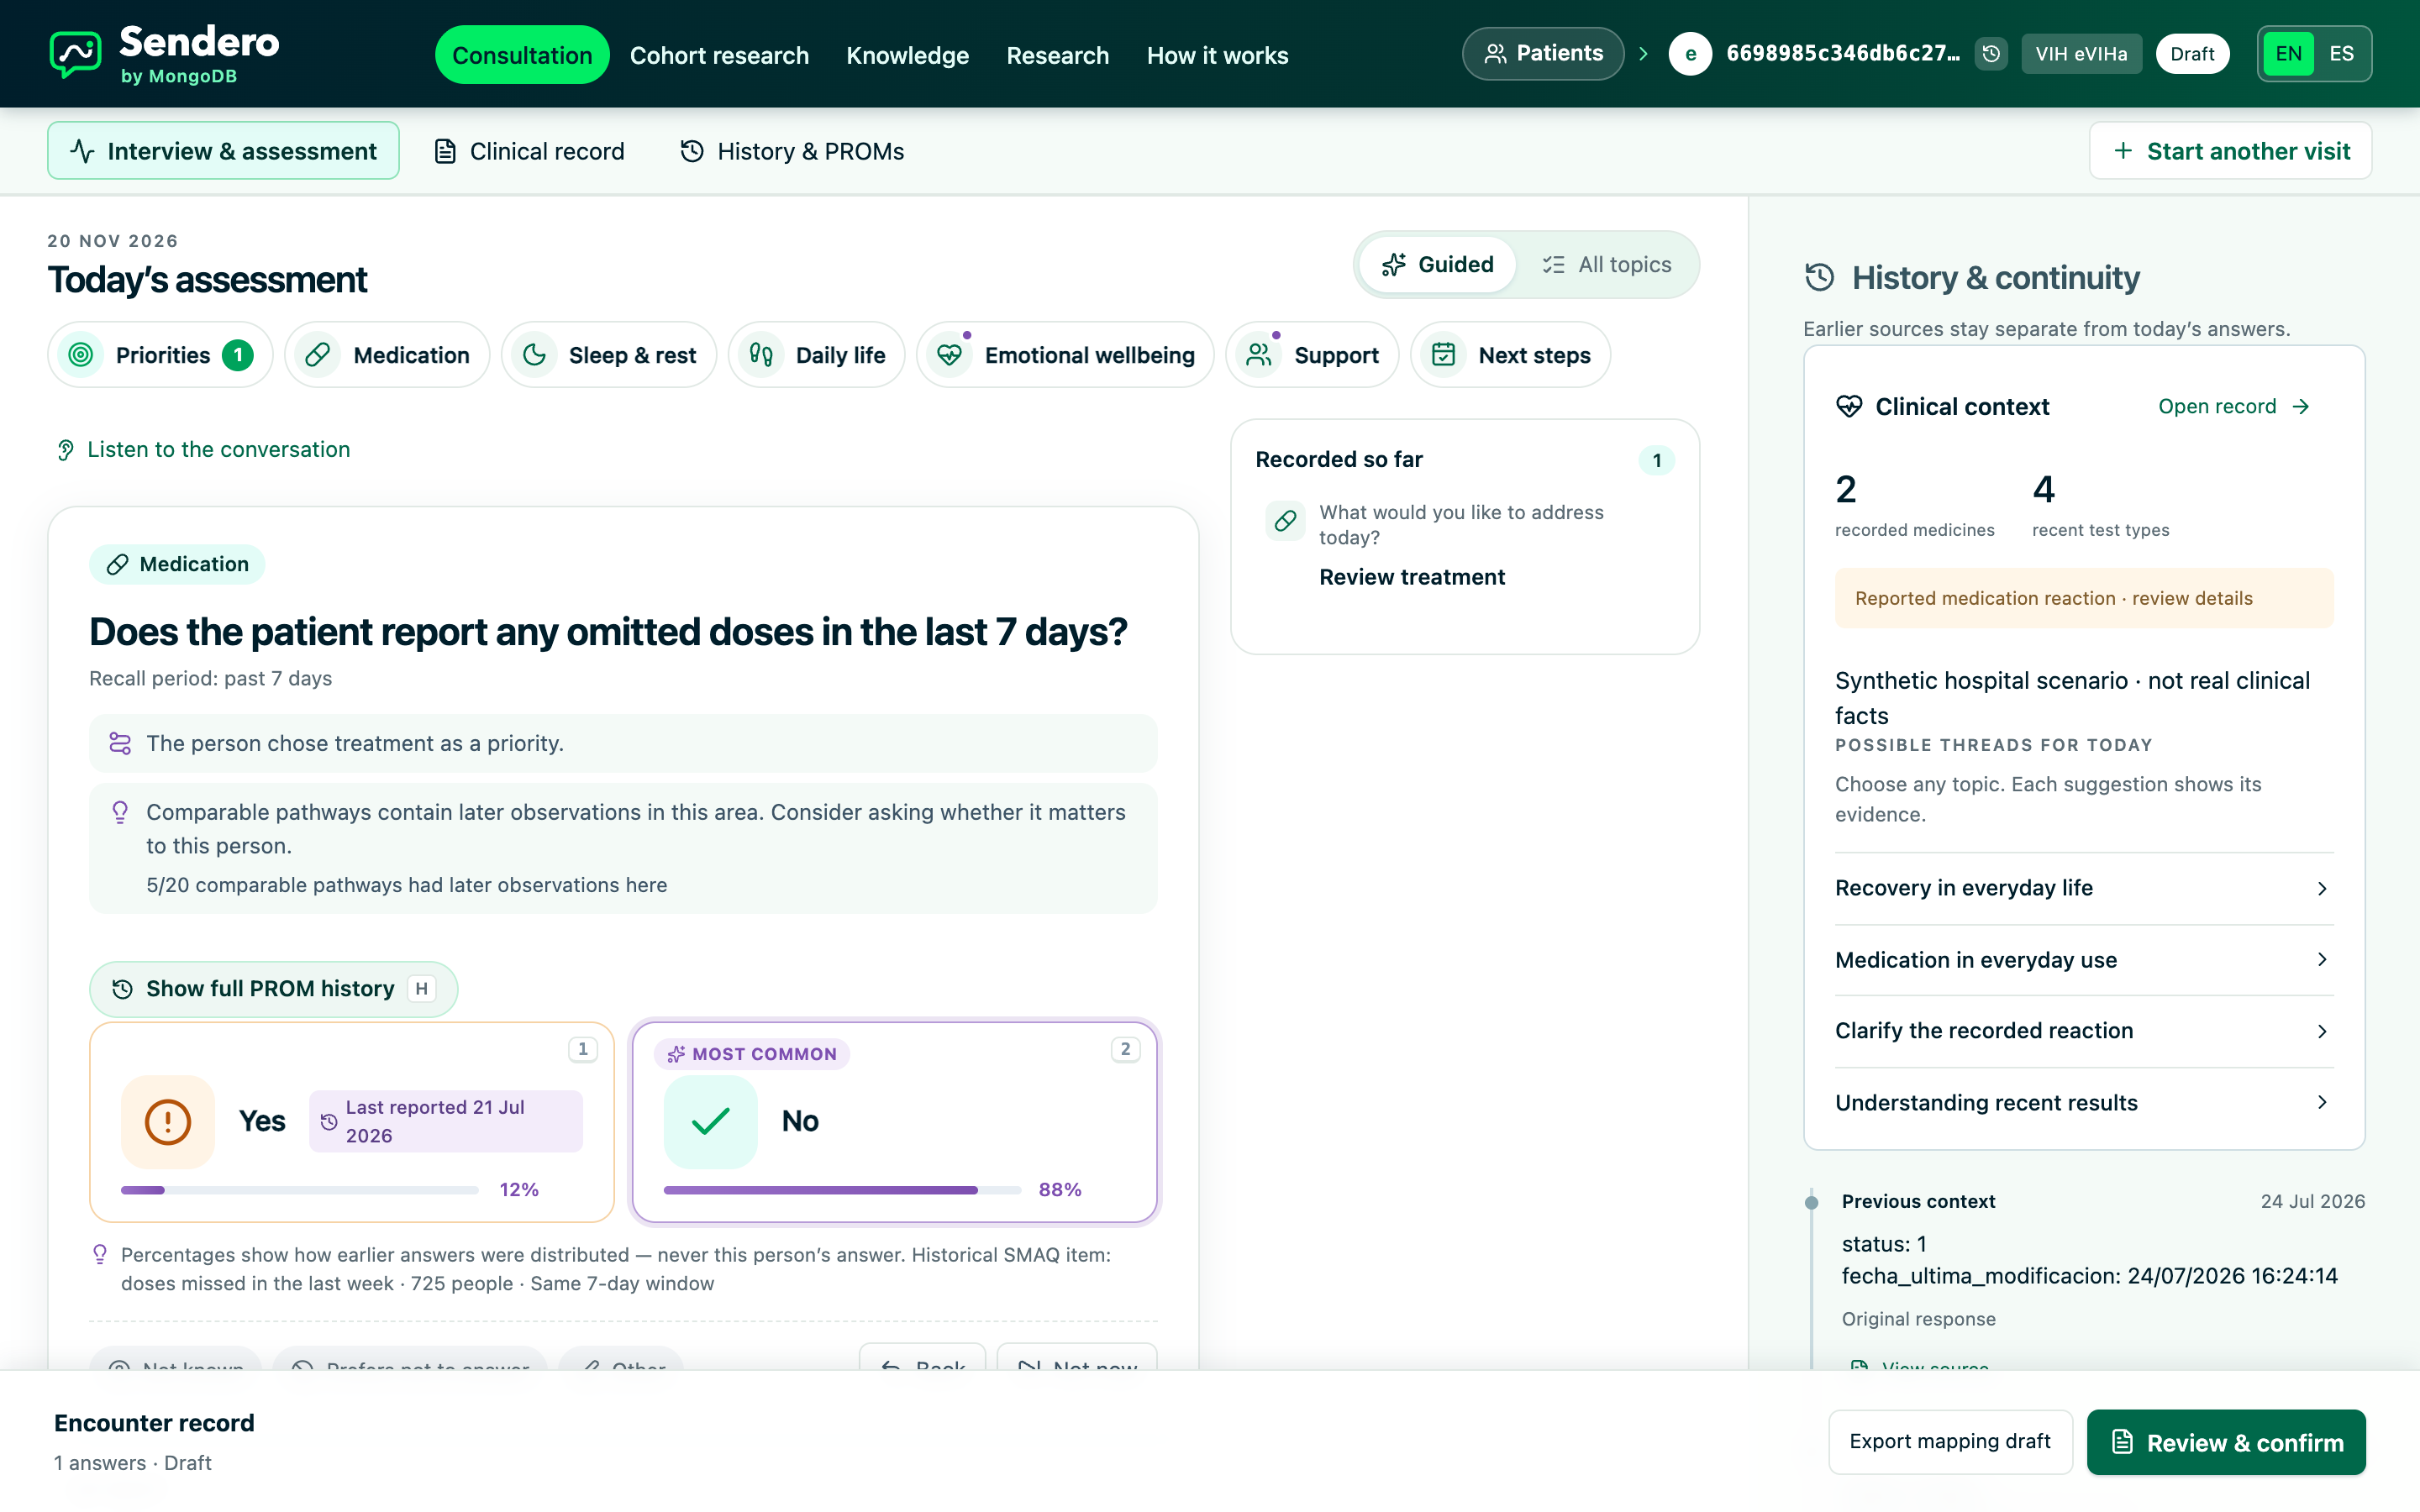 Sendero
by MongoDB
Consultation
Cohort research
Knowledge
Research
How it works
Patients
e
6698985c346db6c27…
VIH eVIHa
Draft
EN
ES
Interview & assessment
Clinical record
History & PROMs
Start another visit
20 NOV 2026
Today’s assessment
Guided
All topics
Priorities 1
Medication
Sleep & rest
Daily life
Emotional wellbeing
Support
Next steps
Listen to the conversation
Medication
Does the patient report any omitted doses in the last 7 days?
Recall period: past 7 days
The person chose treatment as a priority.
Comparable pathways contain later observations in this area. Consider asking whether it matters
to this person.
5/20 comparable pathways had later observations here
Show full PROM history H
1
Yes
Last reported 21 Jul
2026
12%
MOST COMMON
2
No
88%
Percentages show how earlier answers were distributed — never this person’s answer. Historical SMAQ item:
doses missed in the last week · 725 people · Same 7-day window
Not known
Prefers not to answer
Other
Back
Not now
Recorded so far 1
What would you like to address
today?
Review treatment
History & continuity
Earlier sources stay separate from today’s answers.
Clinical context
Open record
2
recorded medicines
4
recent test types
Reported medication reaction · review details
Synthetic hospital scenario · not real clinical
facts
POSSIBLE THREADS FOR TODAY
Choose any topic. Each suggestion shows its
evidence.
Recovery in everyday life
Medication in everyday use
Clarify the recorded reaction
Understanding recent results
Previous context
24 Jul 2026
status: 1
fecha_ultima_modificacion: 24/07/2026 16:24:14
Original response
View source
Encounter record
1 answers · Draft
Export mapping draft
Review & confirm